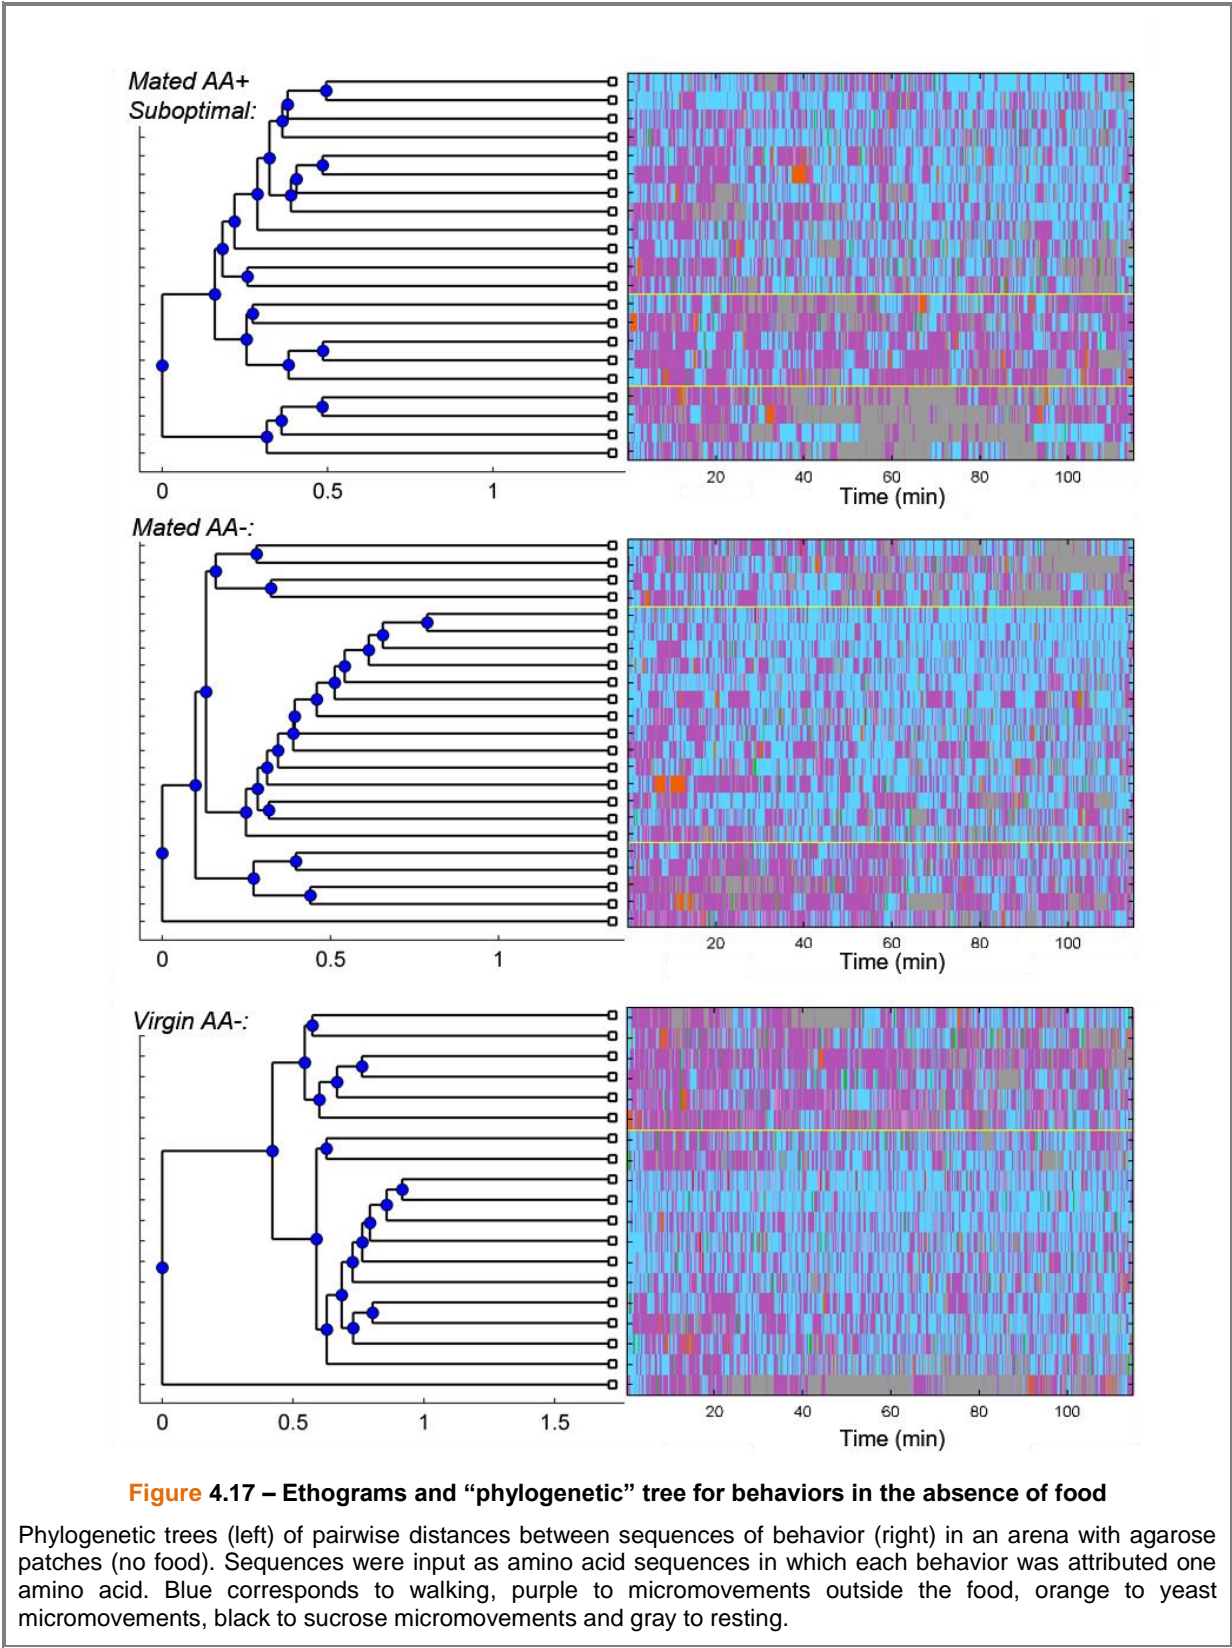 Mated AA+
Suboptimal:
0 0.5 1
20 40 60 80 100
Time (min)
Mated AA-:
0 0.5 1
20 40 60 80 100
Time (min)
Virgin AA-:
0 0.5 1 1.5
20 40 60 80 100
Time (min)
Figure 4.17 – Ethograms and “phylogenetic” tree for behaviors in the absence of food
Phylogenetic trees (left) of pairwise distances between sequences of behavior (right) in an arena with agarose
patches (no food). Sequences were input as amino acid sequences in which each behavior was attributed one
amino acid. Blue corresponds to walking, purple to micromovements outside the food, orange to yeast
micromovements, black to sucrose micromovements and gray to resting.